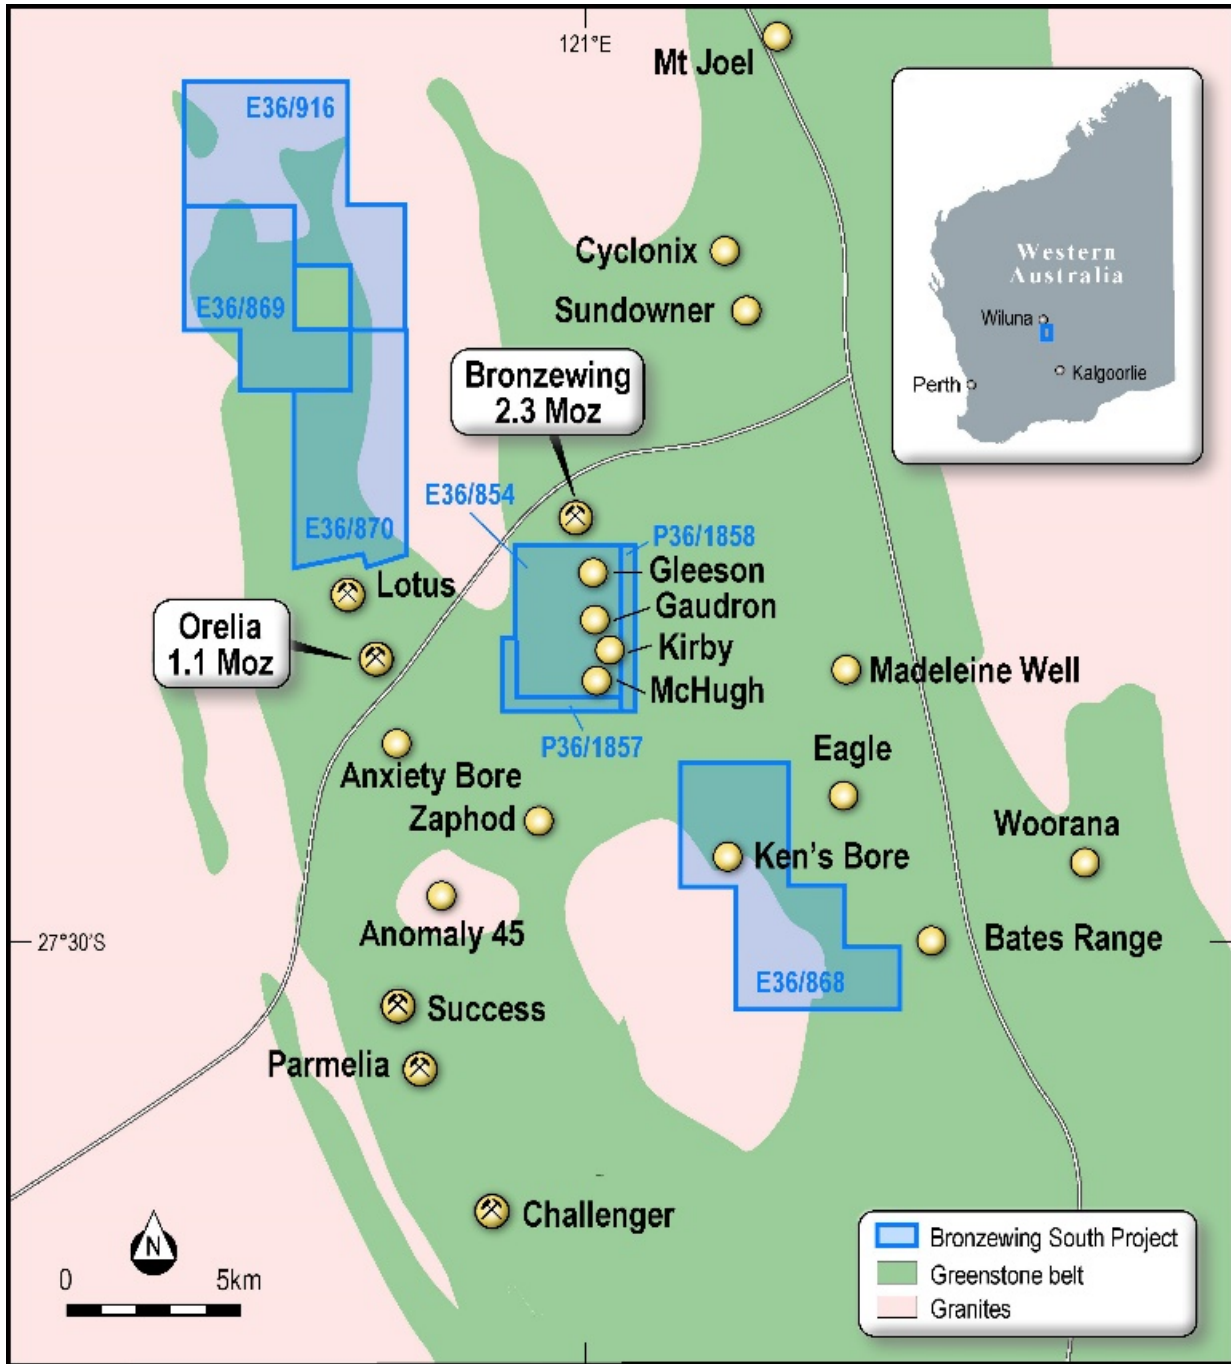 121°E
Mt Joel
E36/916
Western
Australia
Wiluna
Kalgoorlie
Perth
Cyclonix
Sundowner
E36/869
Bronzewing
2.3 Moz
E36/854
E36/870
P36/1858
Gleeson
Lotus
Gaudron
Orelia
1.1 Moz
Kirby
McHugh
Madeleine Well
P36/1857
Eagle
Anxiety Bore
Zaphod
Woorana
Ken's Bore
Anomaly 45
27°30'S
Bates Range
E36/868
Success
Parmelia
Challenger
N
0 5km
Bronzewing South Project
Greenstone belt
Granites